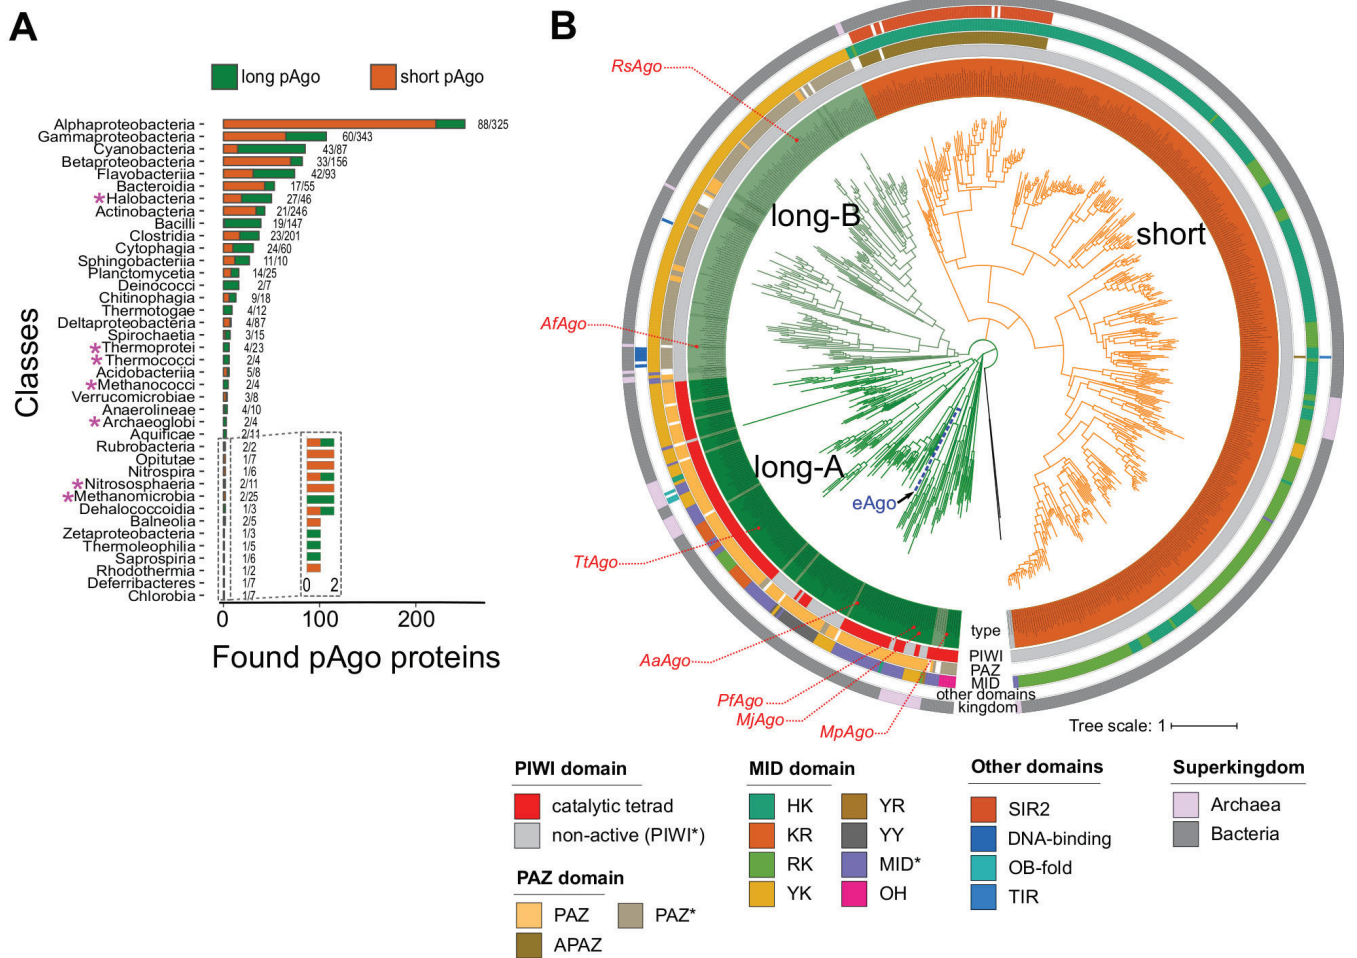 A
long pAgo
short pAgo
Classes
Alphaproteobacteria 88/325
Gammaproteobacteria 60/343
Cyanobacteria 43/87
Betaproteobacteria 33/156
Flavobacteriia 42/93
Bacteroidia 17/55
*Halobacteria 27/46
Actinobacteria 21/246
Bacilli 19/147
Clostridia 23/201
Cytophagia 24/60
Sphingobacteriia 11/10
Planctomycetia 14/25
Deinococci 2/7
Chitinophagia 9/18
Thermotogae 4/12
Deltaproteobacteria 4/87
Spirochaetia 3/15
*Thermoprotei 4/23
*Thermococci 2/4
Acidobacteriia 5/8
*Methanococci 2/4
Verrucomicrobiae 3/8
Anaerolineae 4/10
*Archaeoglobi 2/4
Aquificae 2/11
Rubrobacteria 2/2
Opitutae 1/7
Nitrospira 1/6
*Nitrososphaeria 2/11
*Methanomicrobia 2/25
Dehalococcoidia 1/3
Balneolia 2/5
Zetaproteobacteria 1/3
Thermoleophilia 1/5
Saprospiria 1/6
Rhodothermia 1/2
Deferribacteres 1/7
Chlorobia 1/7
0 2
0 100 200
Found pAgo proteins
B
RsAgo
AfAgo
TtAgo
AaAgo
PfAgo
MjAgo
MpAgo
long-B
short
long-A
eAgo
type
PIWI
PAZ
MID
other domains
kingdom
Tree scale: 1
PIWI domain
catalytic tetrad
non-active (PIWI*)
PAZ domain
PAZ
PAZ*
APAZ
MID domain
HK
YR
KR
YY
RK
MID*
YK
OH
Other domains
SIR2
DNA-binding
OB-fold
TIR
Superkingdom
Archaea
Bacteria